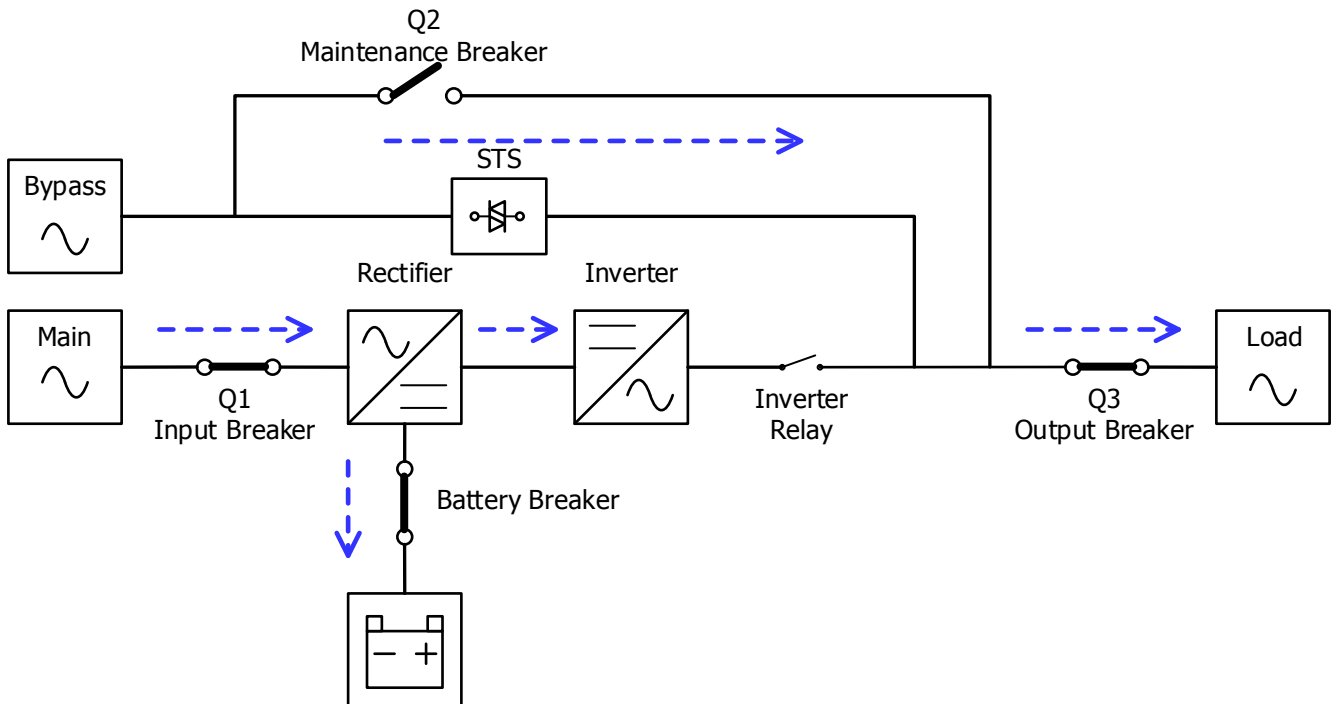 Q2
Maintenance Breaker
STS
Bypass
Rectifier
Inverter
Main
Load
Q1
Input Breaker
Inverter
Relay
Q3
Output Breaker
Battery Breaker